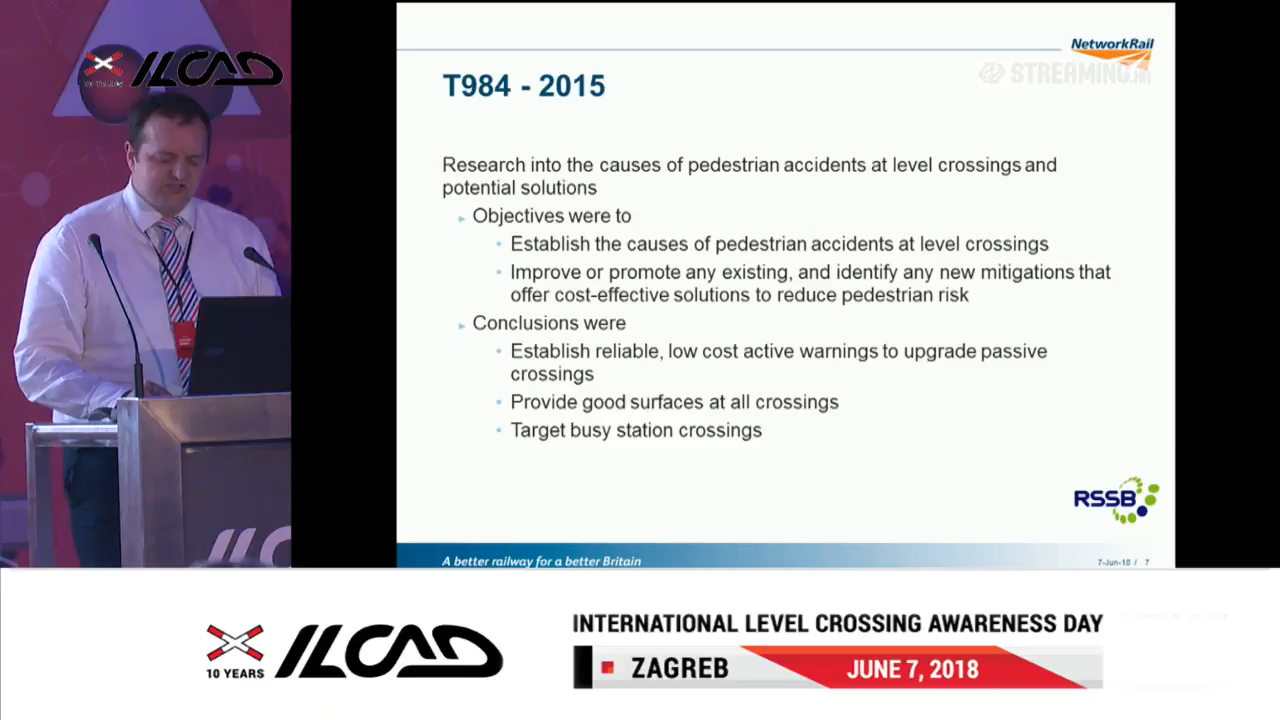 ILCAD
10 YEARS
NetworkRail
STREAMING.HR
T984 - 2015
Research into the causes of pedestrian accidents at level crossings and
potential solutions
Objectives were to
Establish the causes of pedestrian accidents at level crossings
Improve or promote any existing, and identify any new mitigations that
offer cost-effective solutions to reduce pedestrian risk
Conclusions were
Establish reliable, low cost active warnings to upgrade passive
crossings
Provide good surfaces at all crossings
Target busy station crossings
RSSB
A better railway for a better Britain
7-Jun-18 / 7
ILCAD
10 YEARS
INTERNATIONAL LEVEL CROSSING AWARENESS DAY
ZAGREB
JUNE 7, 2018